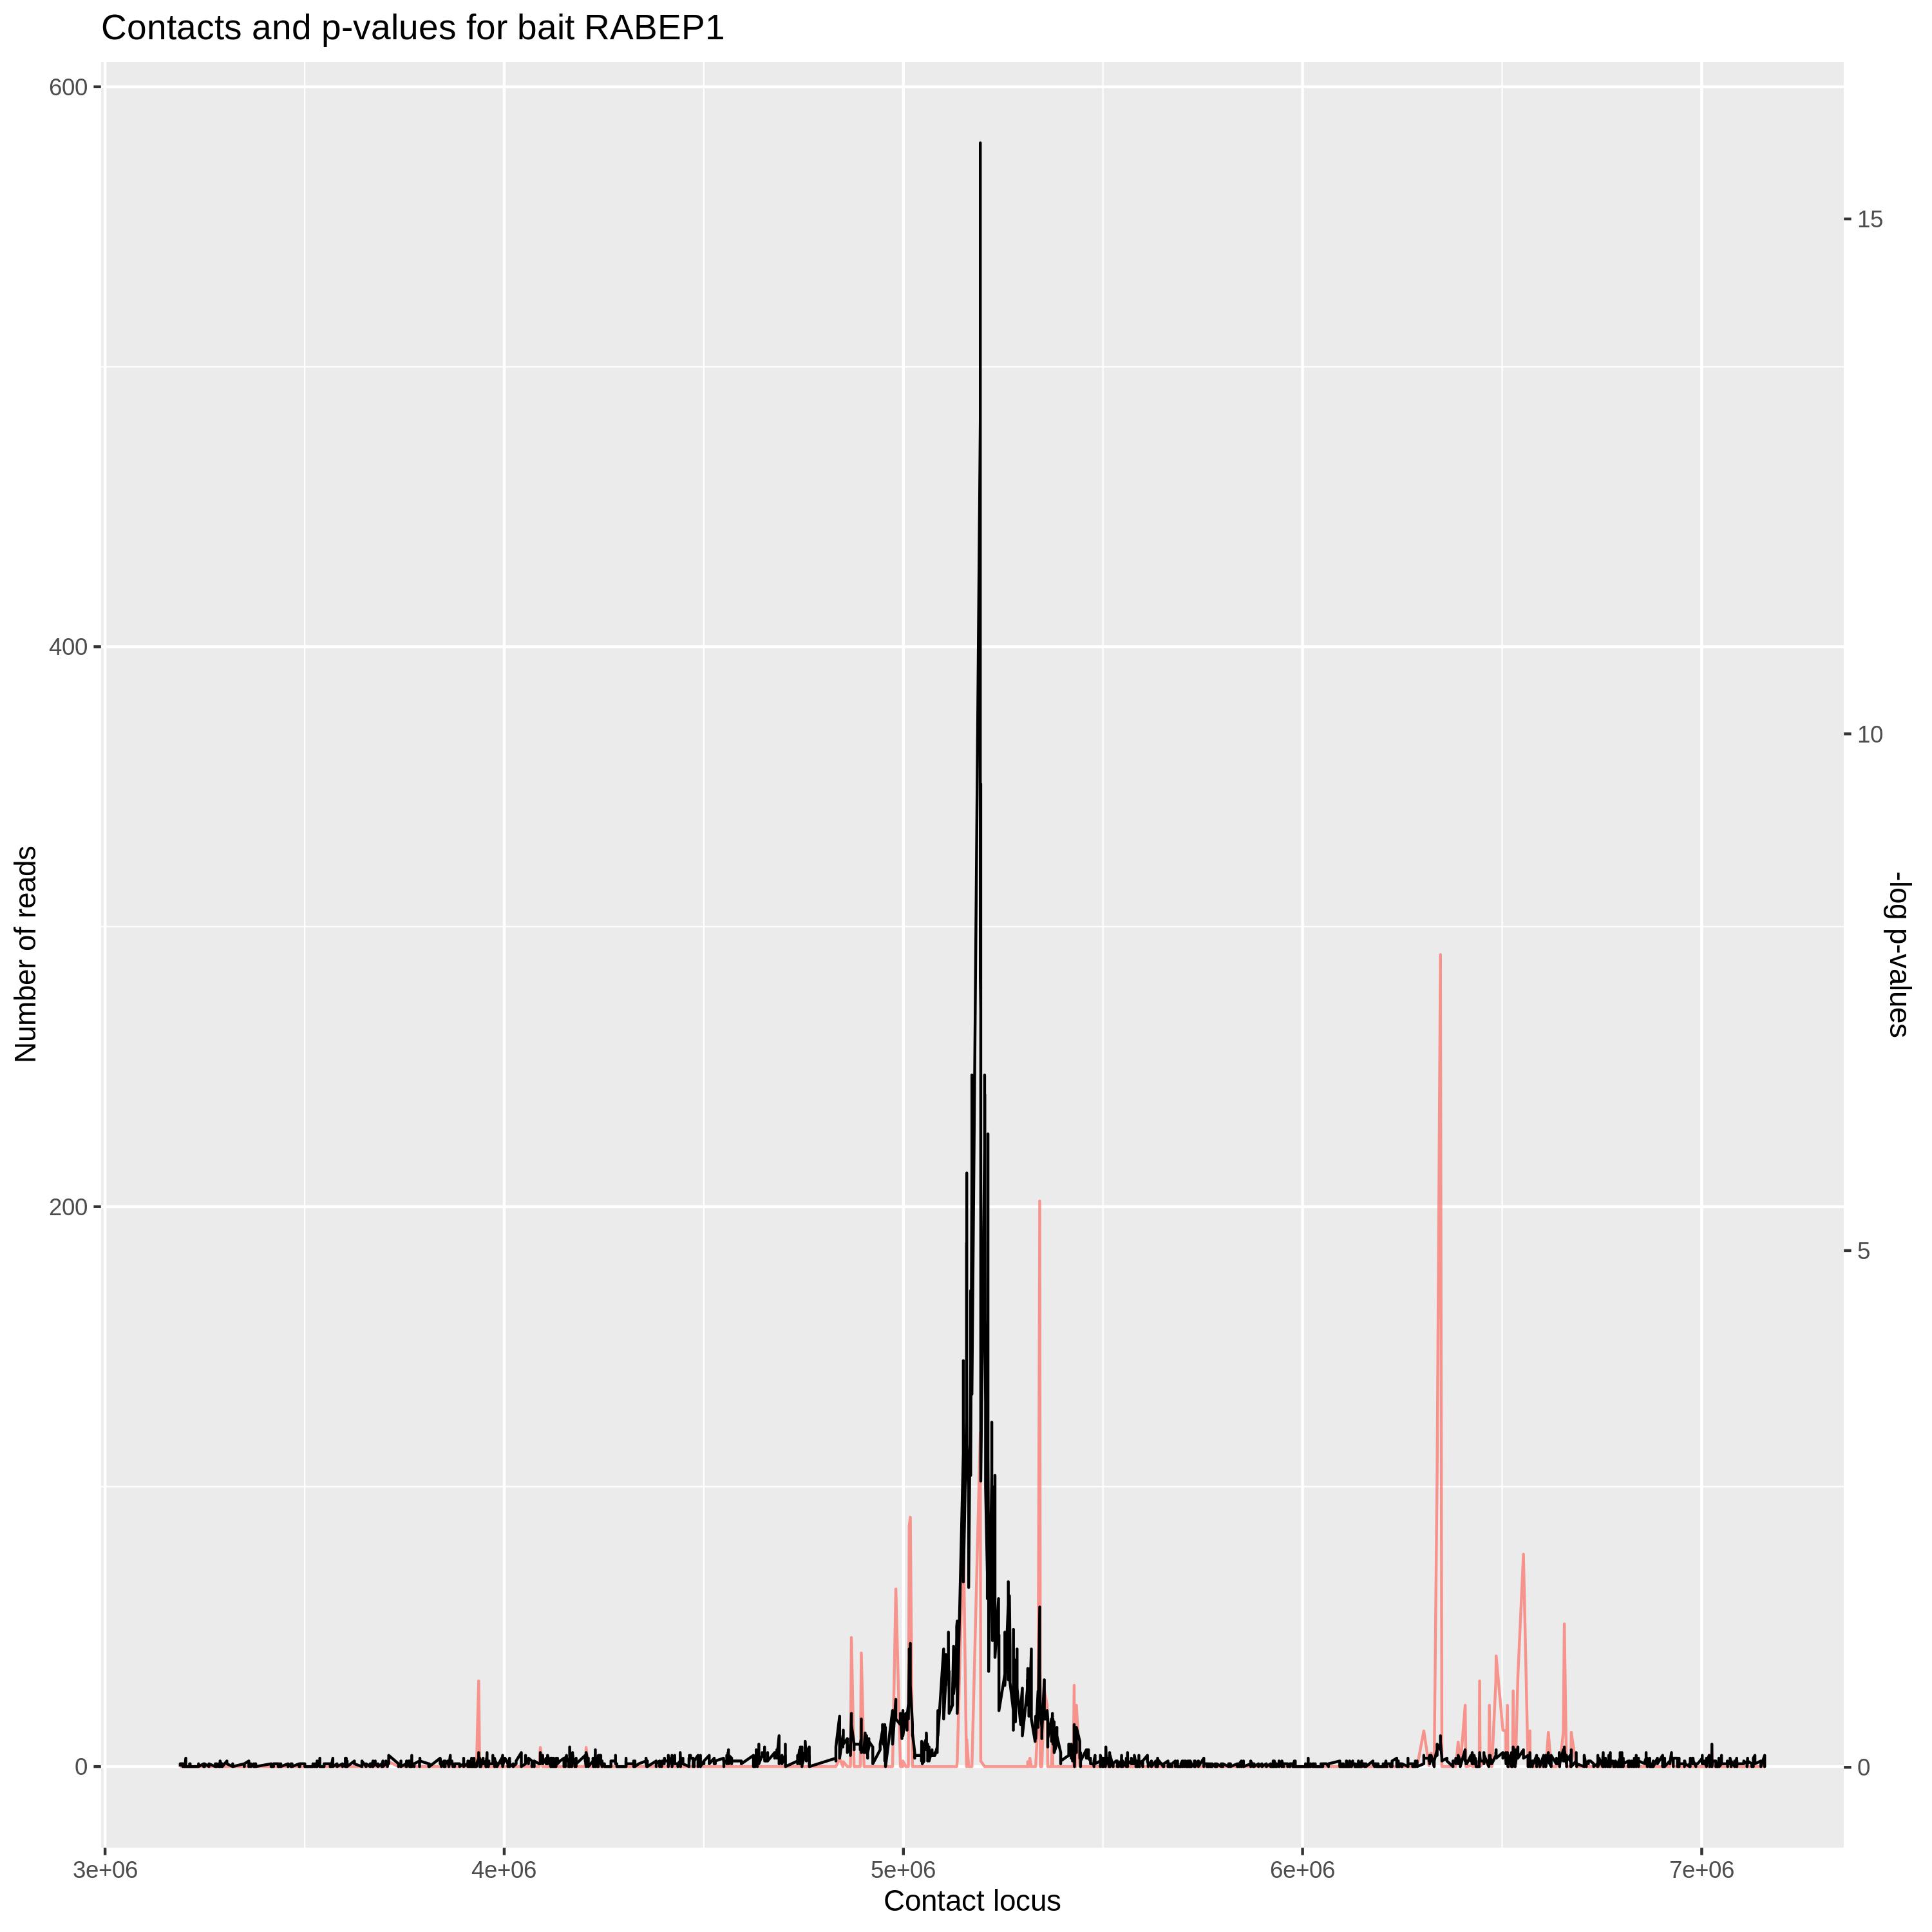 Contacts and p-values for bait RABEP1
600
400
200
0
Number of reads
15
10
5
0
-log p-values
3e+06
4e+06
5e+06
6e+06
7e+06
Contact locus